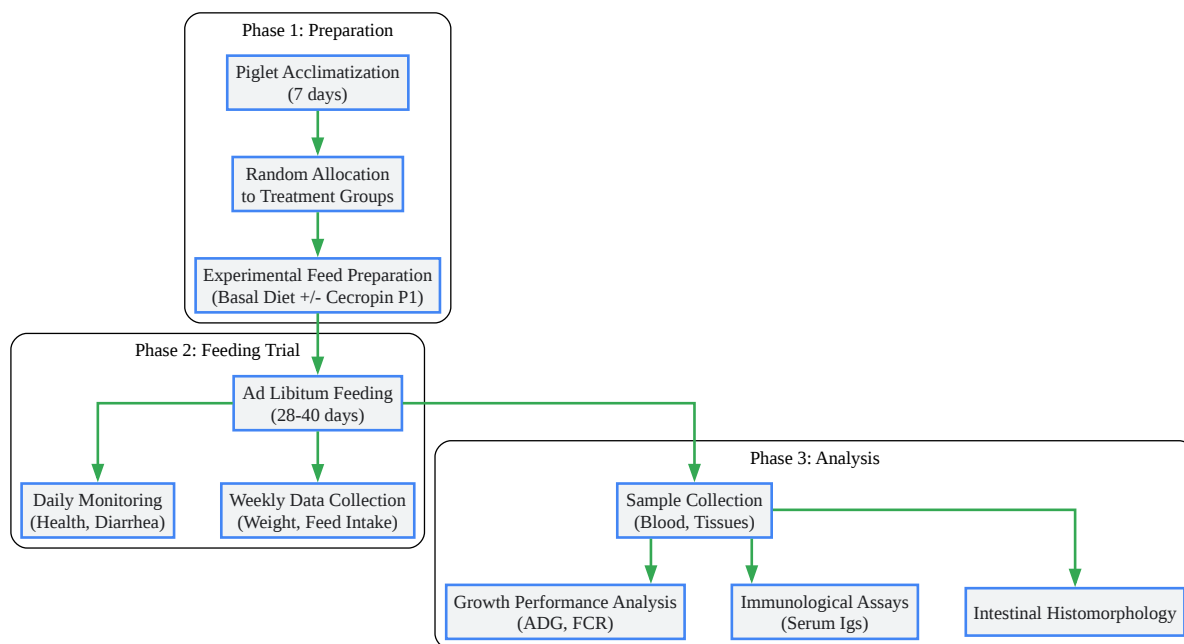 Phase 1: Preparation
Piglet Acclimatization
(7 days)
Random Allocation
to Treatment Groups
Experimental Feed Preparation
(Basal Diet +/- Cecropin P1)
Phase 2: Feeding Trial
Ad Libitum Feeding
(28-40 days)
Daily Monitoring
(Health, Diarrhea)
Weekly Data Collection
(Weight, Feed Intake)
Phase 3: Analysis
Sample Collection
(Blood, Tissues)
Growth Performance Analysis
(ADG, FCR)
Immunological Assays
(Serum Igs)
Intestinal Histomorphology